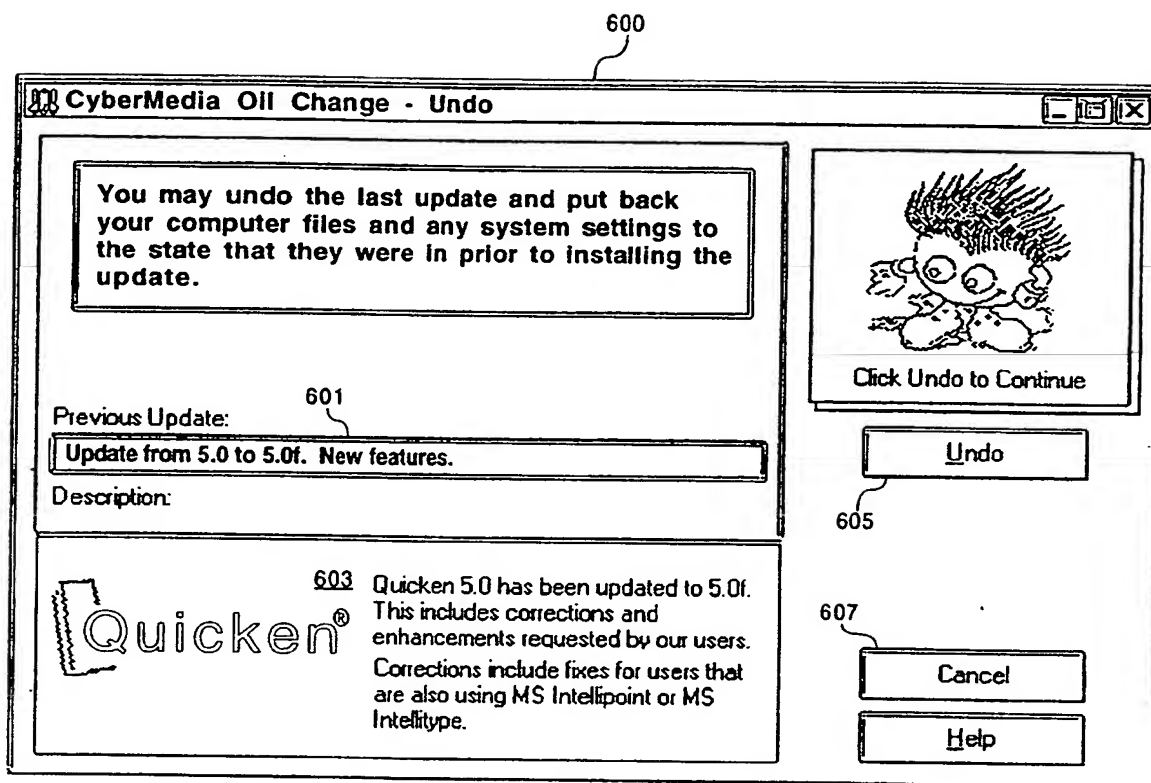 600
CyberMedia Oil Change - Undo
You may undo the last update and put back
your computer files and any system settings to
the state that they were in prior to installing the
update.
Click Undo to Continue
Previous Update:
601
Update from 5.0 to 5.0f. New features.
Undo
605
Description:
Quicken®
603
Quicken 5.0 has been updated to 5.0f.
This includes corrections and
enhancements requested by our users.
Corrections include fixes for users that
are also using MS Intellipoint or MS
Intellitype.
607
Cancel
Help